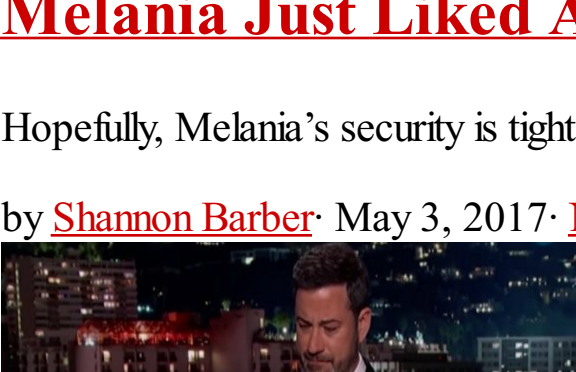 Melania Just Liked A
Hopefully, Melania’s security is tight
by Shannon Barber· May 3, 2017·